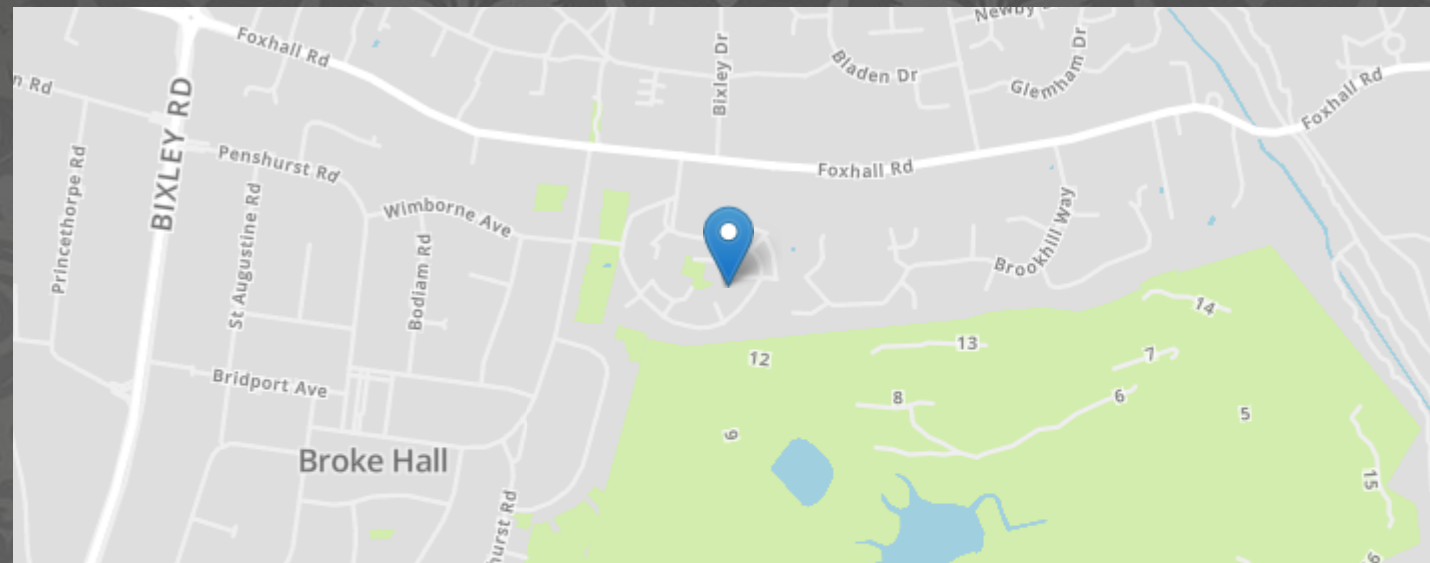 Newby
Foxhall Rd
Bixley Dr
Bladen Dr
Glemham Dr
Foxhall Rd
n Rd
BIXLEY RD
Penshurst Rd
Foxhall Rd
Princethorpe Rd
St Augustine Rd
Wimborne Ave
Bodiam Rd
Brookhill Way
14
13
12
7
Bridport Ave
8
6
5
9
Broke Hall
15
hurst Rd